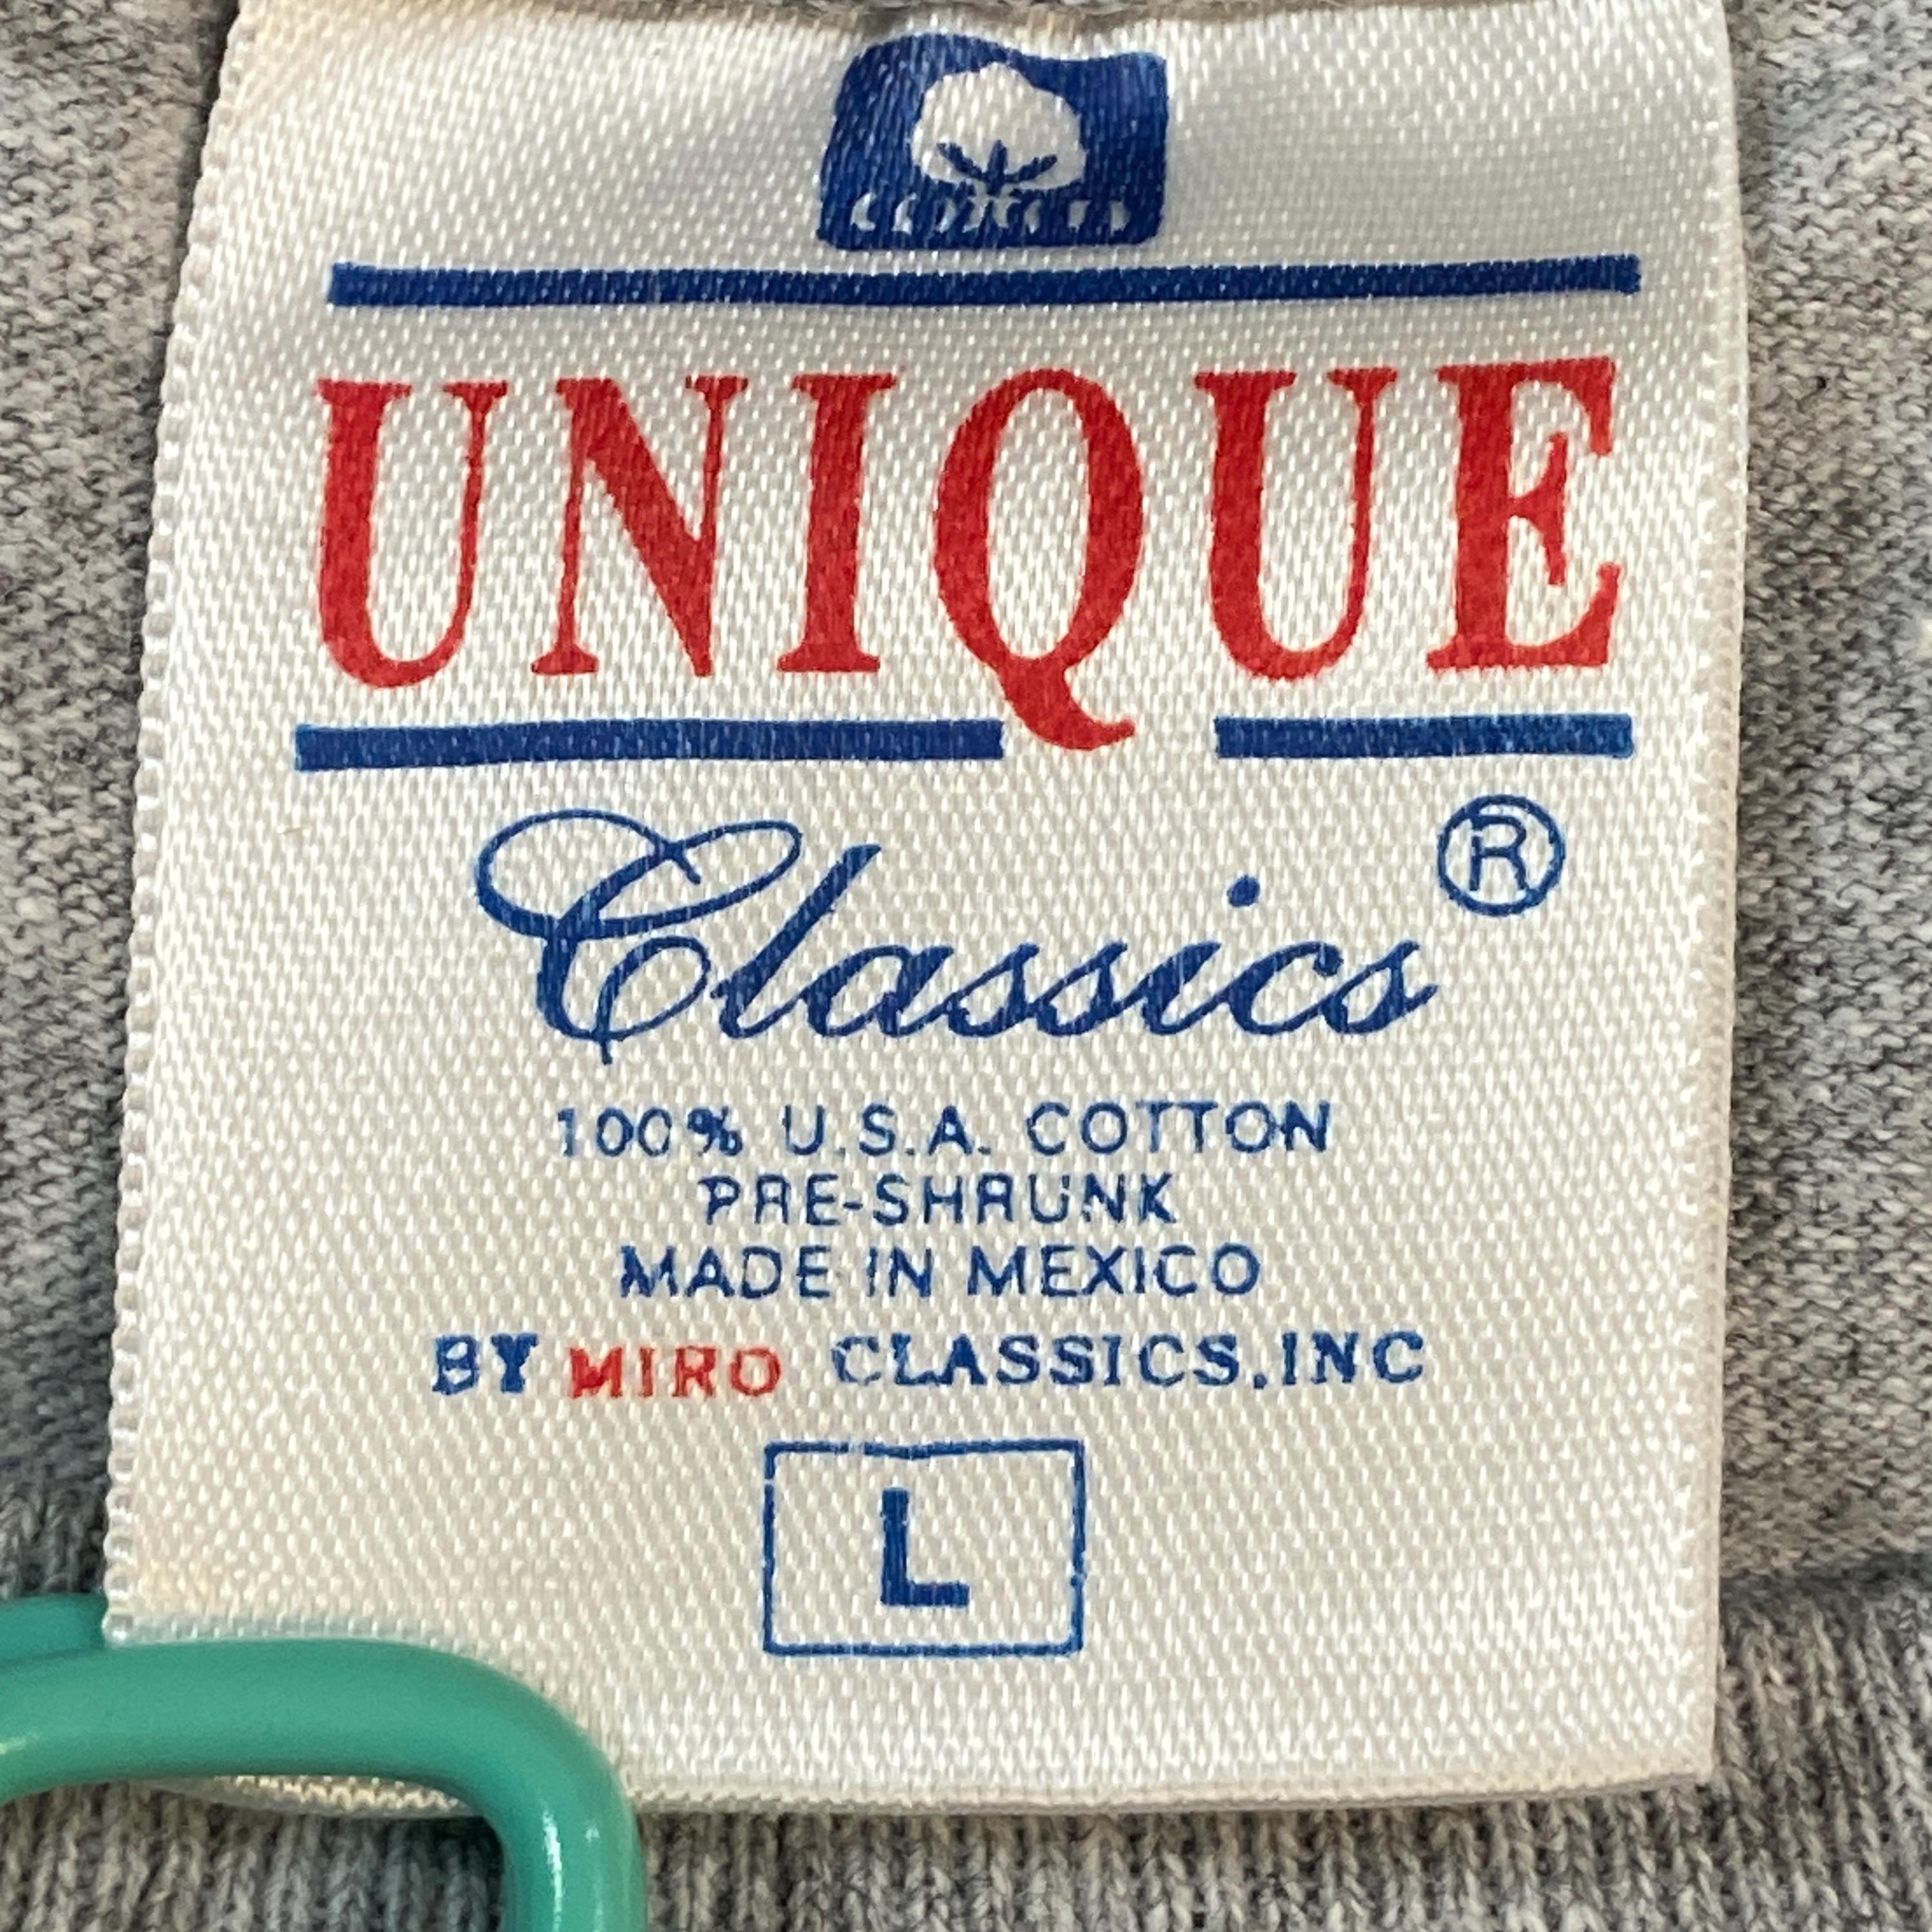 UNIQUE
Classics®
100% U.S.A. COTTON
PRE-SHRUNK
MADE IN MEXICO
BY MIRO CLASSICS.INC
L